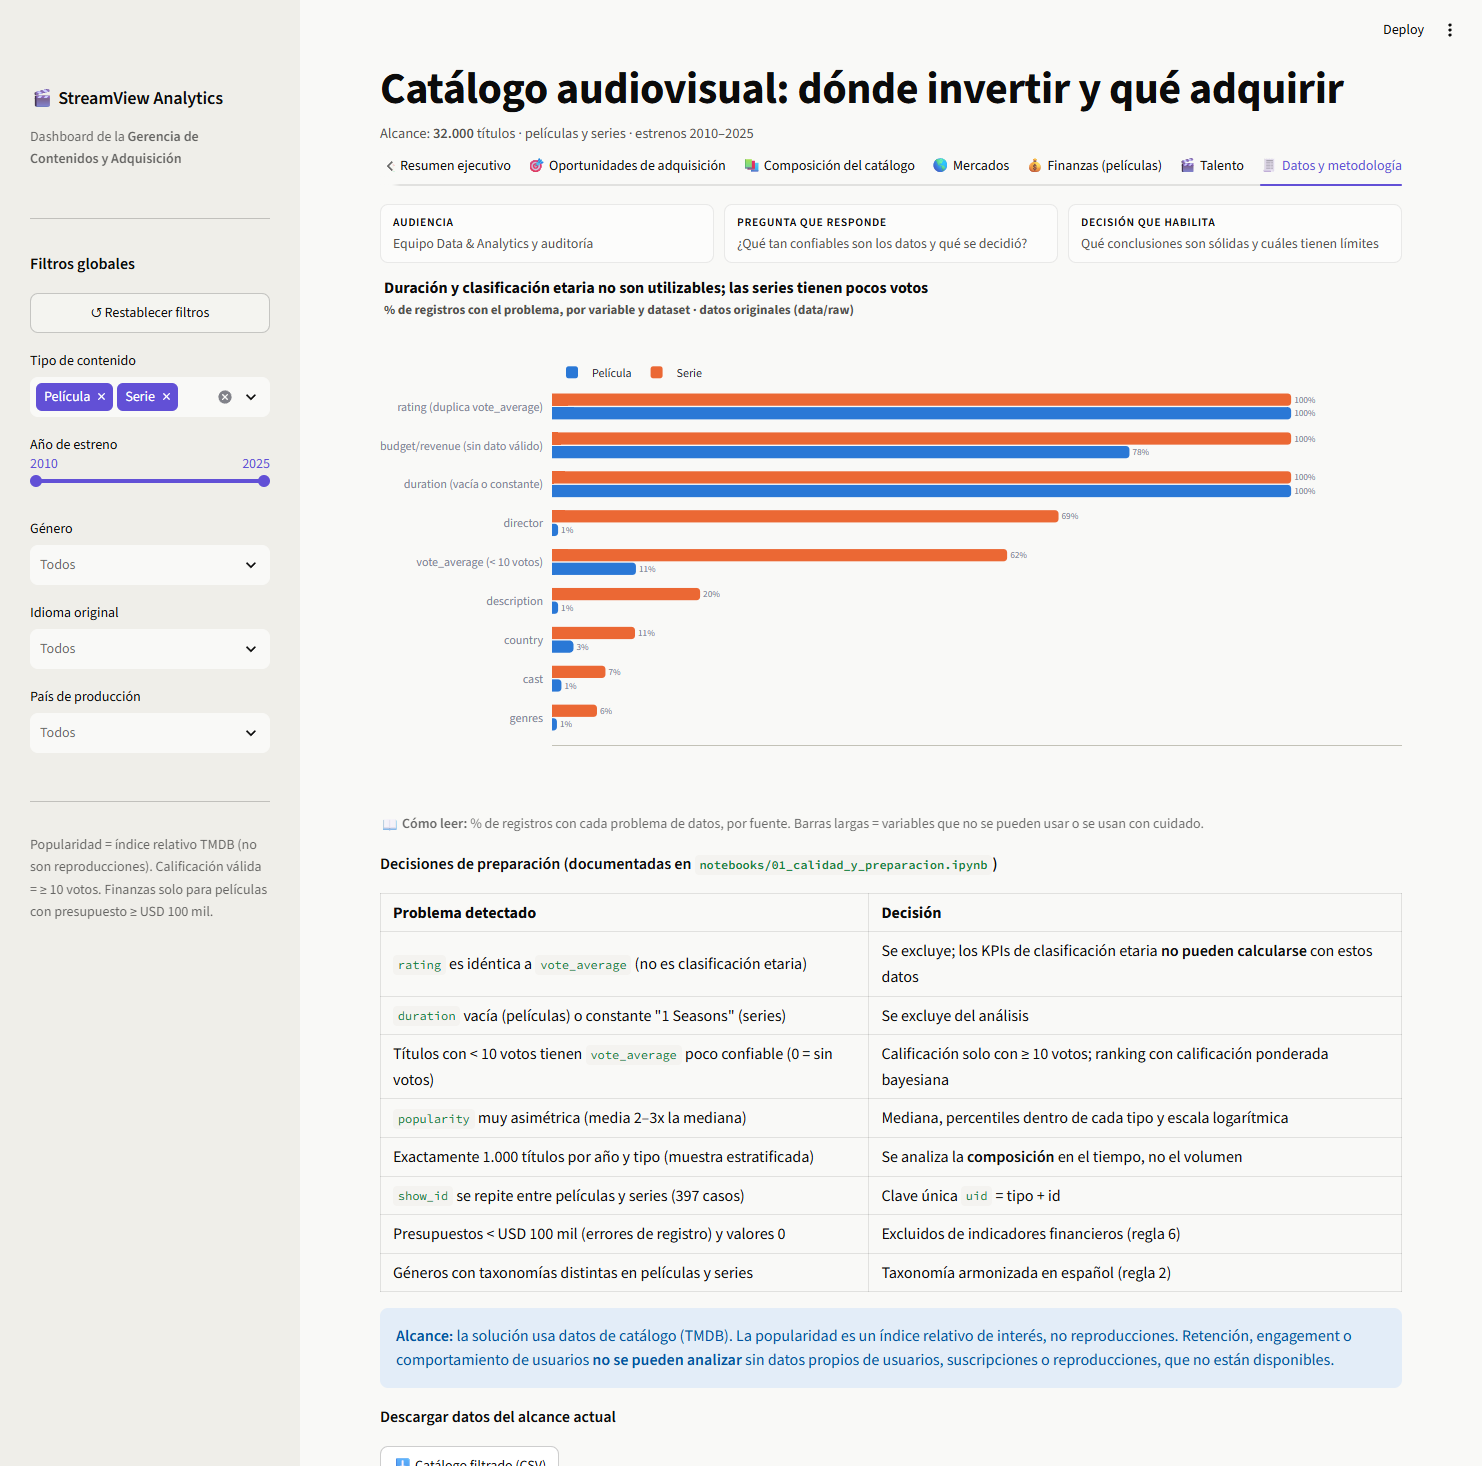 Deploy
StreamView Analytics
Dashboard de la Gerencia de
Contenidos y Adquisición
Filtros globales
↺ Restablecer filtros
Tipo de contenido
Película × Serie ×
Año de estreno
2010 2025
Género
Todos
Idioma original
Todos
País de producción
Todos
Popularidad = índice relativo TMDB (no
son reproducciones). Calificación válida
= ≥ 10 votos. Finanzas solo para películas
con presupuesto ≥ USD 100 mil.
Catálogo audiovisual: dónde invertir y qué adquirir
Alcance: 32.000 títulos · películas y series · estrenos 2010–2025
Resumen ejecutivo Oportunidades de adquisición Composición del catálogo Mercados Finanzas (películas) Talento Datos y metodología
AUDIENCIA
Equipo Data & Analytics y auditoría
PREGUNTA QUE RESPONDE
¿Qué tan confiables son los datos y qué se decidió?
DECISIÓN QUE HABILITA
Qué conclusiones son sólidas y cuáles tienen límites
Duración y clasificación etaria no son utilizables; las series tienen pocos votos
% de registros con el problema, por variable y dataset · datos originales (data/raw)
Película Serie
rating (duplica vote_average) 100% 100%
budget/revenue (sin dato válido) 100% 78%
duration (vacía o constante) 100% 100%
director 69% 1%
vote_average (< 10 votos) 62% 11%
description 20% 1%
country 11% 3%
cast 7% 1%
genres 6% 1%
Cómo leer: % de registros con cada problema de datos, por fuente. Barras largas = variables que no se pueden usar o se usan con cuidado.
Decisiones de preparación (documentadas en notebooks/01_calidad_y_preparacion.ipynb )
Problema detectado Decisión
rating es idéntica a vote_average (no es clasificación etaria)
Se excluye; los KPIs de clasificación etaria no pueden calcularse con estos
datos
duration vacía (películas) o constante "1 Seasons" (series) Se excluye del análisis
Títulos con < 10 votos tienen vote_average poco confiable (0 = sin
votos)
Calificación solo con ≥ 10 votos; ranking con calificación ponderada
bayesiana
popularity muy asimétrica (media 2–3x la mediana) Mediana, percentiles dentro de cada tipo y escala logarítmica
Exactamente 1.000 títulos por año y tipo (muestra estratificada) Se analiza la composición en el tiempo, no el volumen
show_id se repite entre películas y series (397 casos) Clave única uid = tipo + id
Presupuestos < USD 100 mil (errores de registro) y valores 0 Excluidos de indicadores financieros (regla 6)
Géneros con taxonomías distintas en películas y series Taxonomía armonizada en español (regla 2)
Alcance: la solución usa datos de catálogo (TMDB). La popularidad es un índice relativo de interés, no reproducciones. Retención, engagement o
comportamiento de usuarios no se pueden analizar sin datos propios de usuarios, suscripciones o reproducciones, que no están disponibles.
Descargar datos del alcance actual
Catálogo filtrado (CSV)